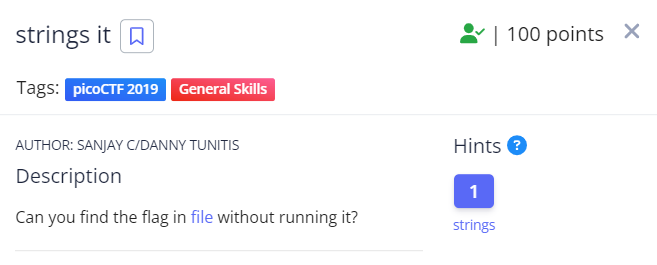 strings it
| 100 points
Tags: picoCTF 2019 General Skills
AUTHOR: SANJAY C/DANNY TUNITIS
Description
Can you find the flag in file without running it?
Hints ?
1
strings